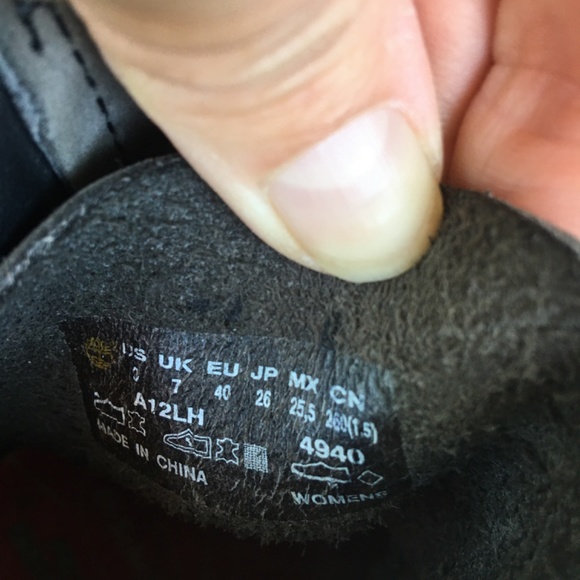 US UK EU JP MX CN
7 40 26 25,5 260(1.5)
A12LH 4940
MADE IN CHINA WOMENS